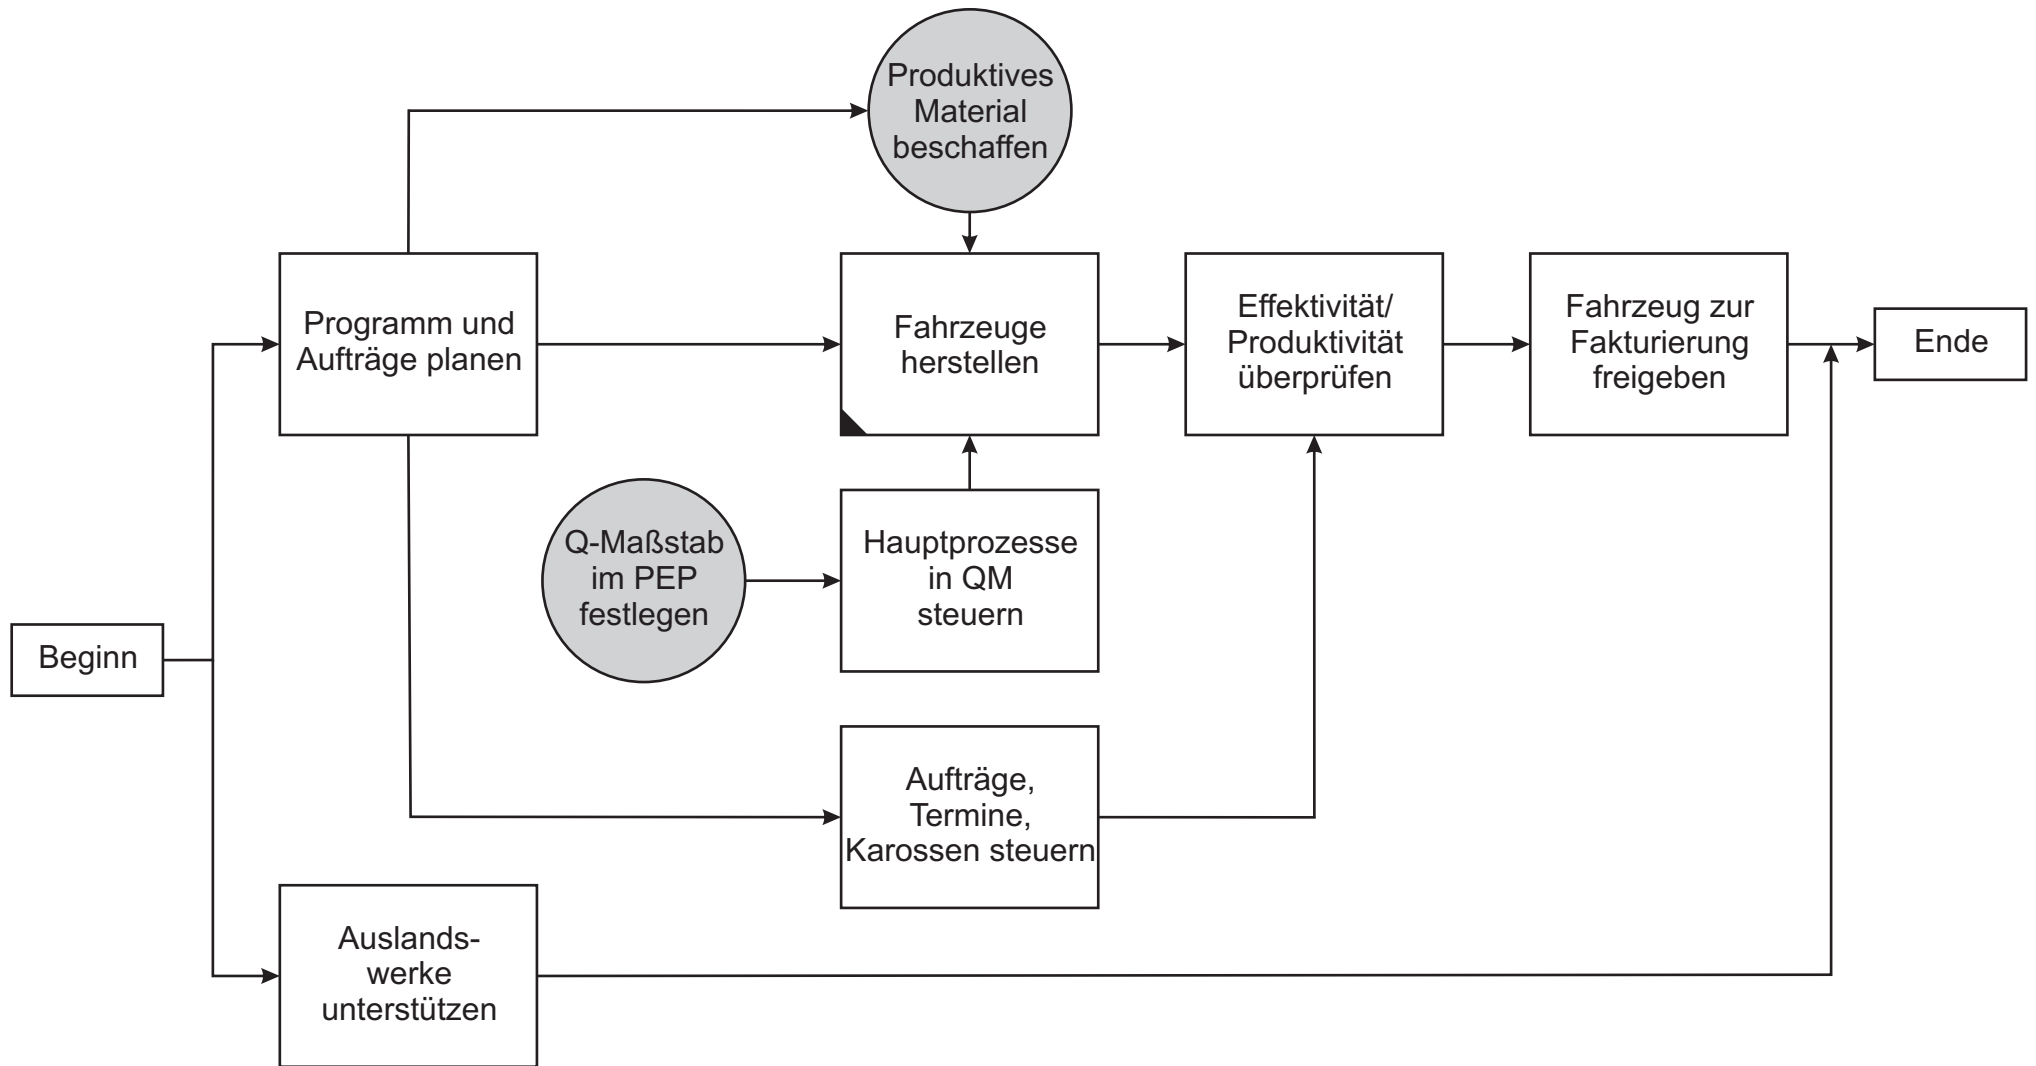 Produktives
Material
beschaffen
Programm und
Aufträge planen
Fahrzeuge
herstellen
Effektivität/
Produktivität
überprüfen
Fahrzeug zur
Fakturierung
freigeben
Ende
Q-Maßstab
im PEP
festlegen
Hauptprozesse
in QM
steuern
Beginn
Aufträge,
Termine,
Karossen steuern
Auslands-
werke
unterstützen